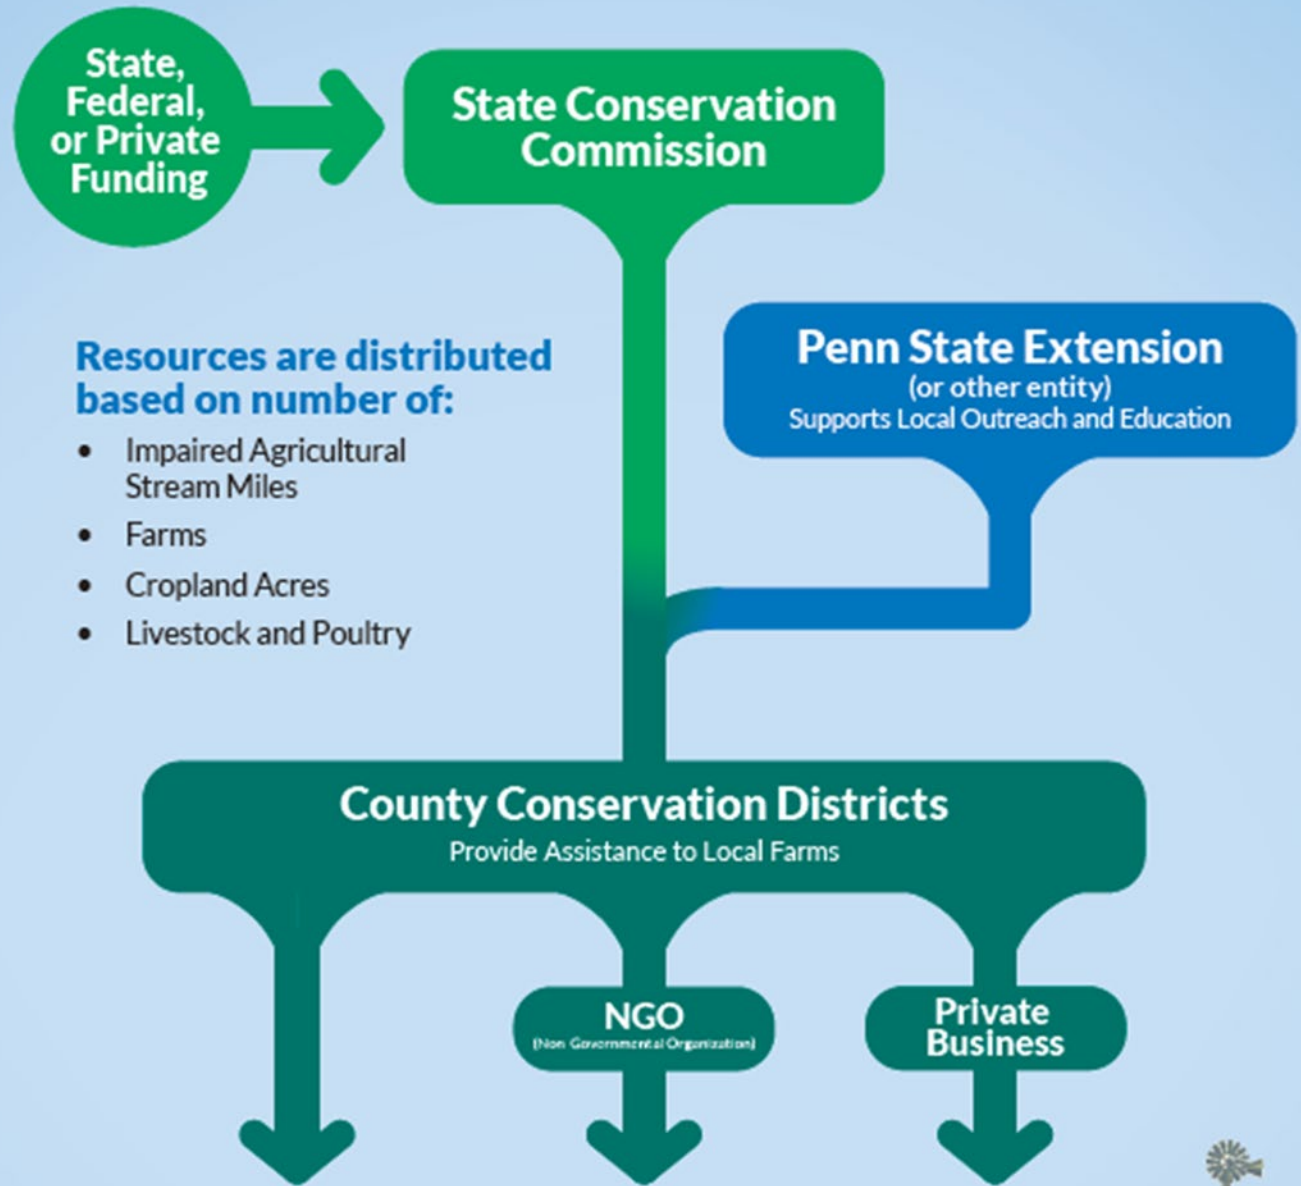 State,
Federal,
or Private
Funding
State Conservation
Commission
Resources are distributed
based on number of:
• Impaired Agricultural
Stream Miles
• Farms
• Cropland Acres
• Livestock and Poultry
Penn State Extension
(or other entity)
Supports Local Outreach and Education
County Conservation Districts
Provide Assistance to Local Farms
NGO
(Non Governmental Organization)
Private
Business